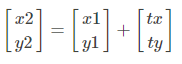 [x2] = [x1] + [tx]
[y2]   [y1]   [ty]